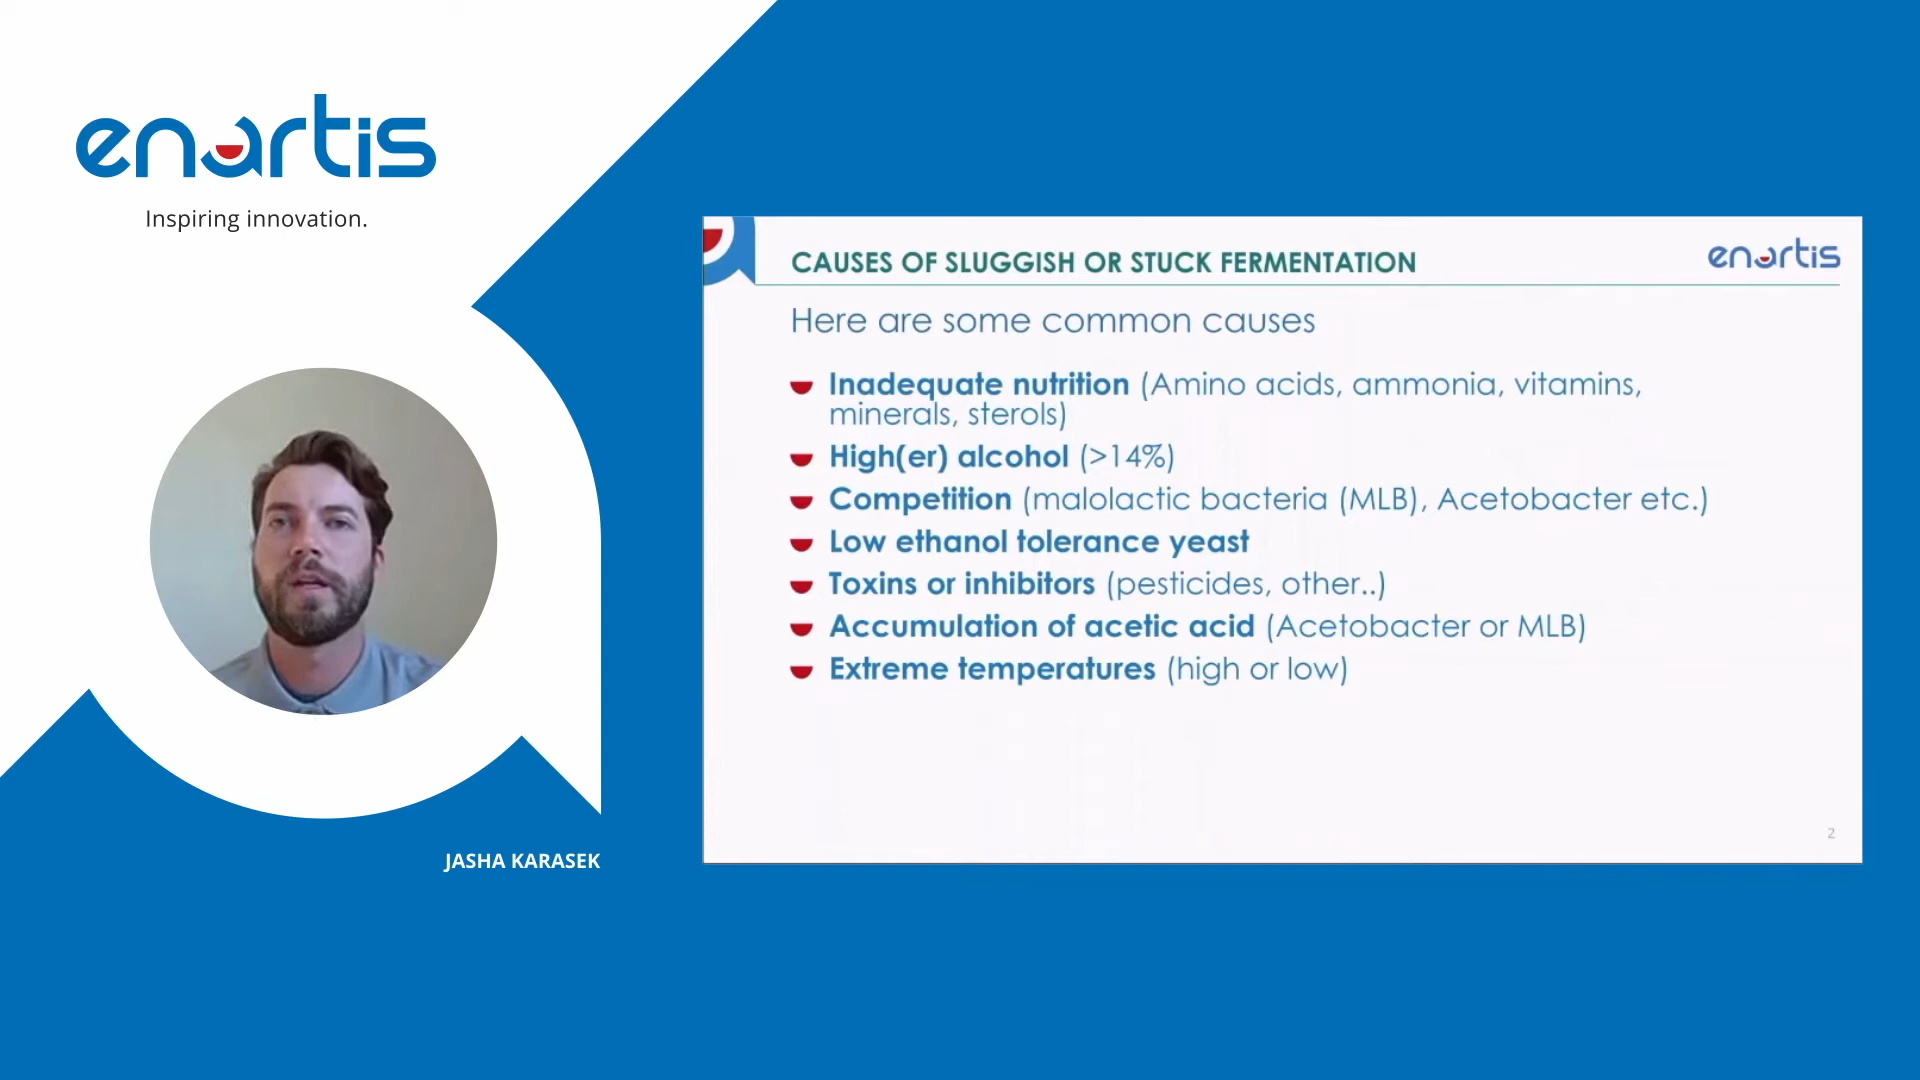 enartis
Inspiring innovation.
JASHA KARASEK
CAUSES OF SLUGGISH OR STUCK FERMENTATION
enartis
Here are some common causes
Inadequate nutrition (Amino acids, ammonia, vitamins,
minerals, sterols)
High(er) alcohol (>14%)
Competition (malolactic bacteria (MLB), Acetobacter etc.)
Low ethanol tolerance yeast
Toxins or inhibitors (pesticides, other..)
Accumulation of acetic acid (Acetobacter or MLB)
Extreme temperatures (high or low)
2